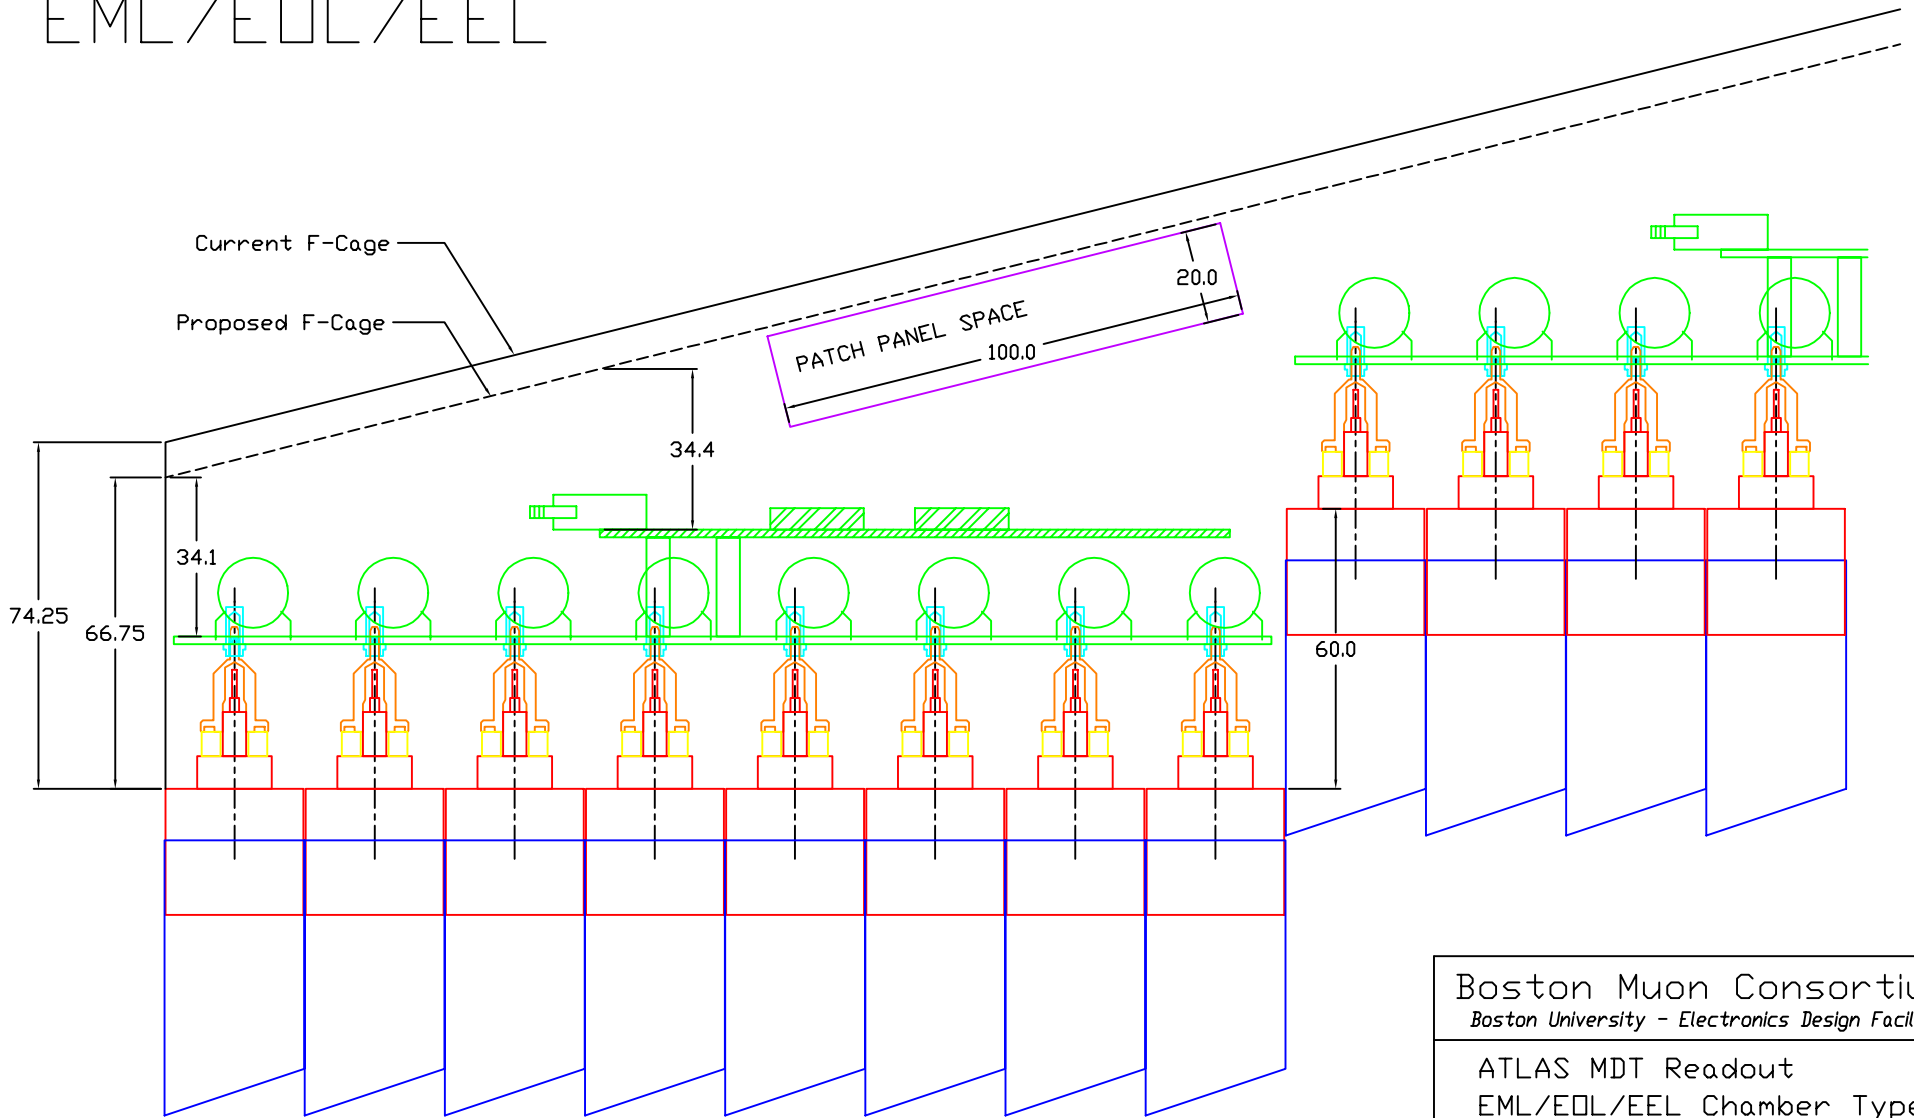 EML/EOL/EEL
Current F-Cage
Proposed F-Cage
20.0
PATCH PANEL SPACE
100.0
34.4
34.1
74.25
66.75
60.0
Boston Muon Consortiu
Boston University - Electronics Design Facil
ATLAS MDT Readout
EML/EOL/EEL Chamber Type